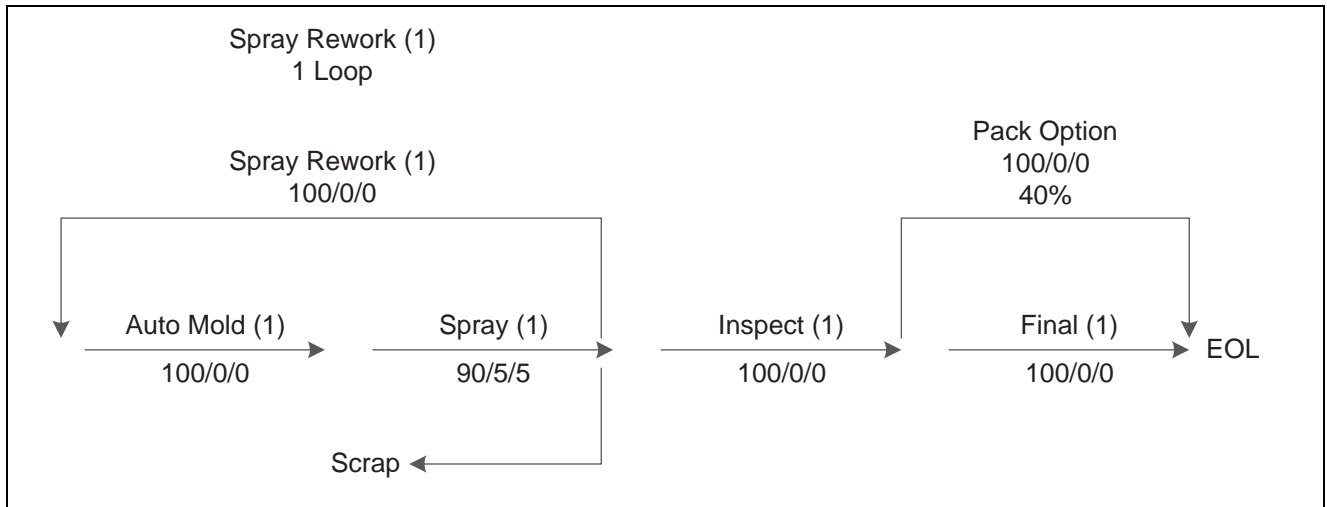 Spray Rework (1)
1 Loop
Pack Option
100/0/0
40%
Spray Rework (1)
100/0/0
Auto Mold (1)
100/0/0
Spray (1)
90/5/5
Inspect (1)
100/0/0
Final (1)
100/0/0
EOL
Scrap